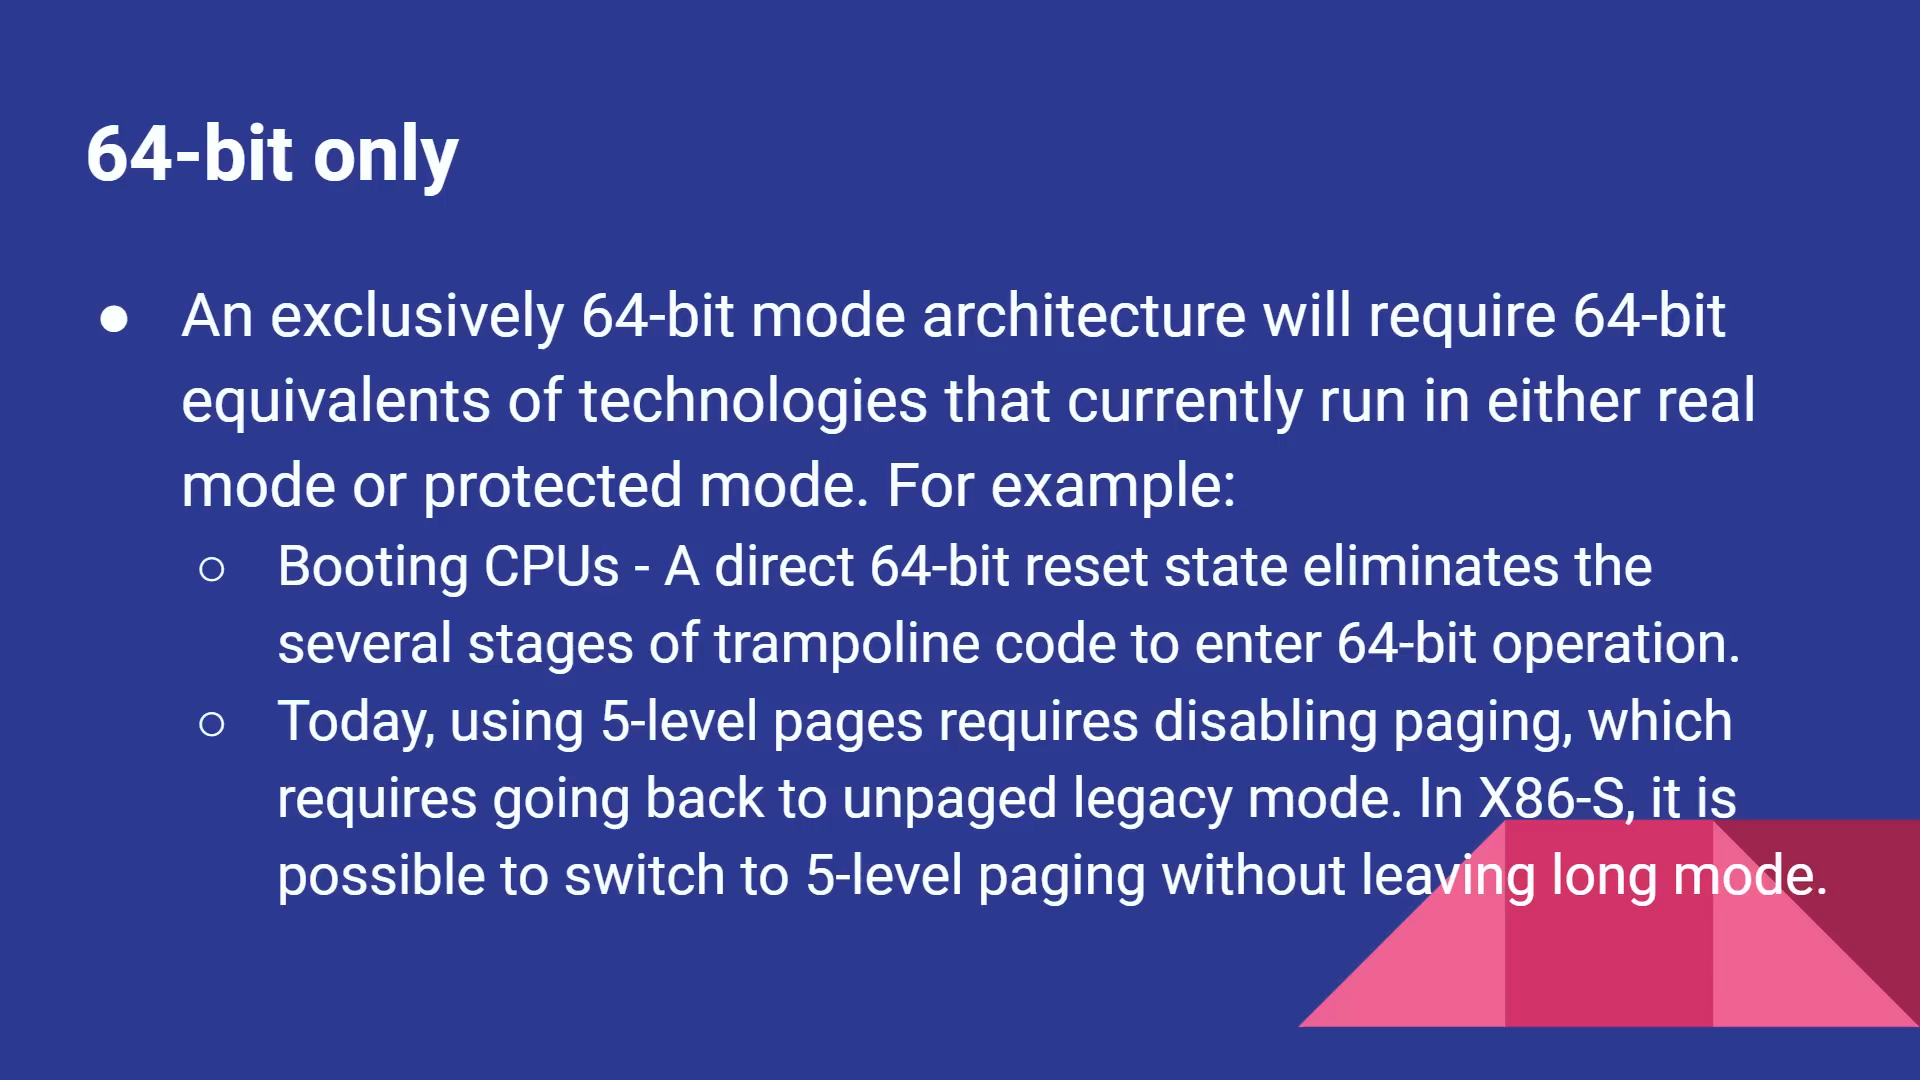 64-bit only
● An exclusively 64-bit mode architecture will require 64-bit
equivalents of technologies that currently run in either real
mode or protected mode. For example:
○ Booting CPUs - A direct 64-bit reset state eliminates the
several stages of trampoline code to enter 64-bit operation.
○ Today, using 5-level pages requires disabling paging, which
requires going back to unpaged legacy mode. In X86-S, it is
possible to switch to 5-level paging without leaving long mode.